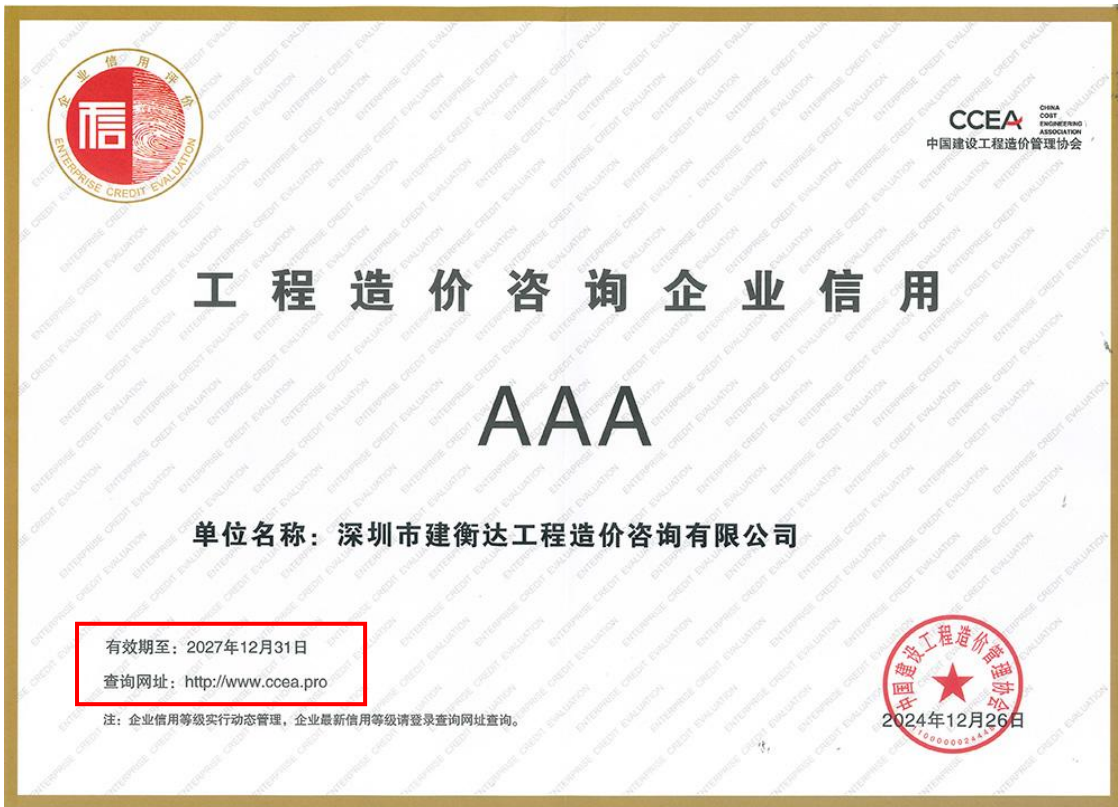 企业信用评价
信
ENTERPRISE CREDIT EVALUATION
CCEA
CHINA
COST
ENGINEERING
ASSOCIATION
中国建设工程造价管理协会
工程造价咨询企业信用
AAA
单位名称：深圳市建衡达工程造价咨询有限公司
有效期至：2027年12月31日
查询网址：http://www.ccea.pro
注：企业信用等级实行动态管理，企业最新信用等级请登录查询网址查询。
中国建设工程造价管理协会
2024年12月26日